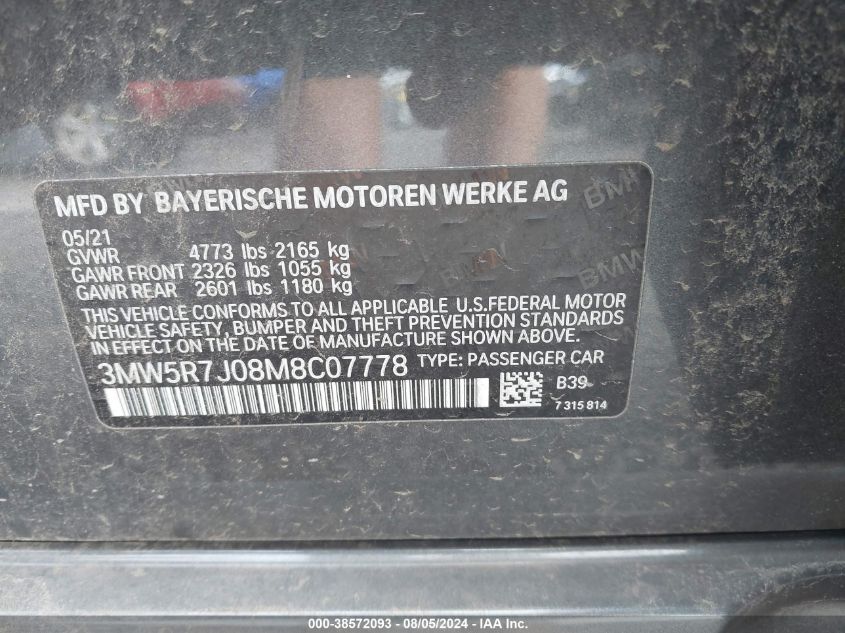 MFD BY BAYERISCHE MOTOREN WERKE AG
05/21
GVWR 4773 lbs 2165 kg
GAWR FRONT 2326 lbs 1055 kg
GAWR REAR 2601 lbs 1180 kg
THIS VEHICLE CONFORMS TO ALL APPLICABLE U.S.FEDERAL MOTOR
VEHICLE SAFETY, BUMPER AND THEFT PREVENTION STANDARDS
IN EFFECT ON THE DATE OF MANUFACTURE SHOWN ABOVE.
3MW5R7J08M8C07778 TYPE: PASSENGER CAR
B39
7 315 814
BMW
BMW
000-38572093 - 08/05/2024 - IAA Inc.